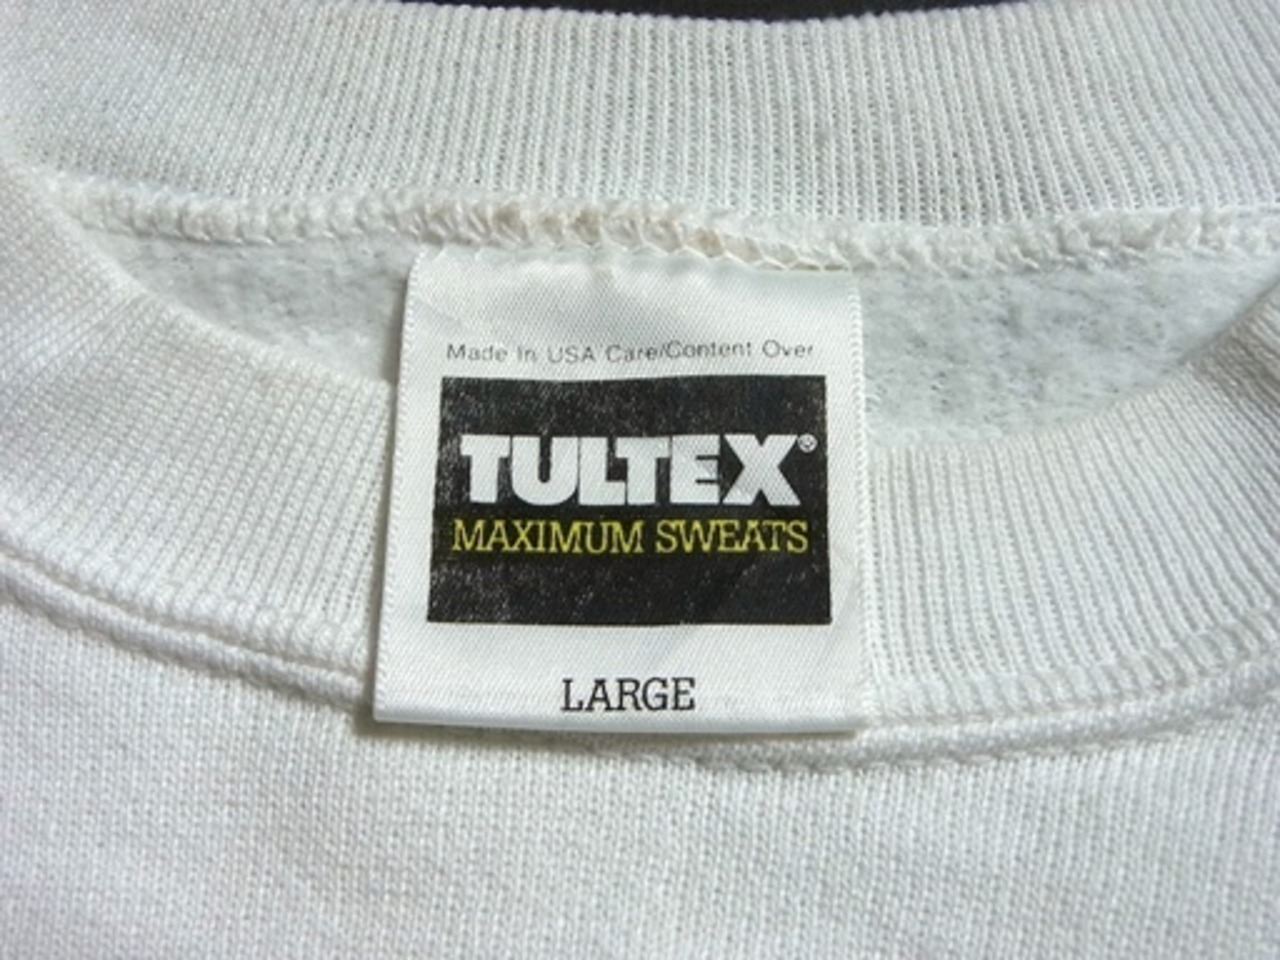 Made In USA Care/Content Over
TULTEX®
MAXIMUM SWEATS
LARGE